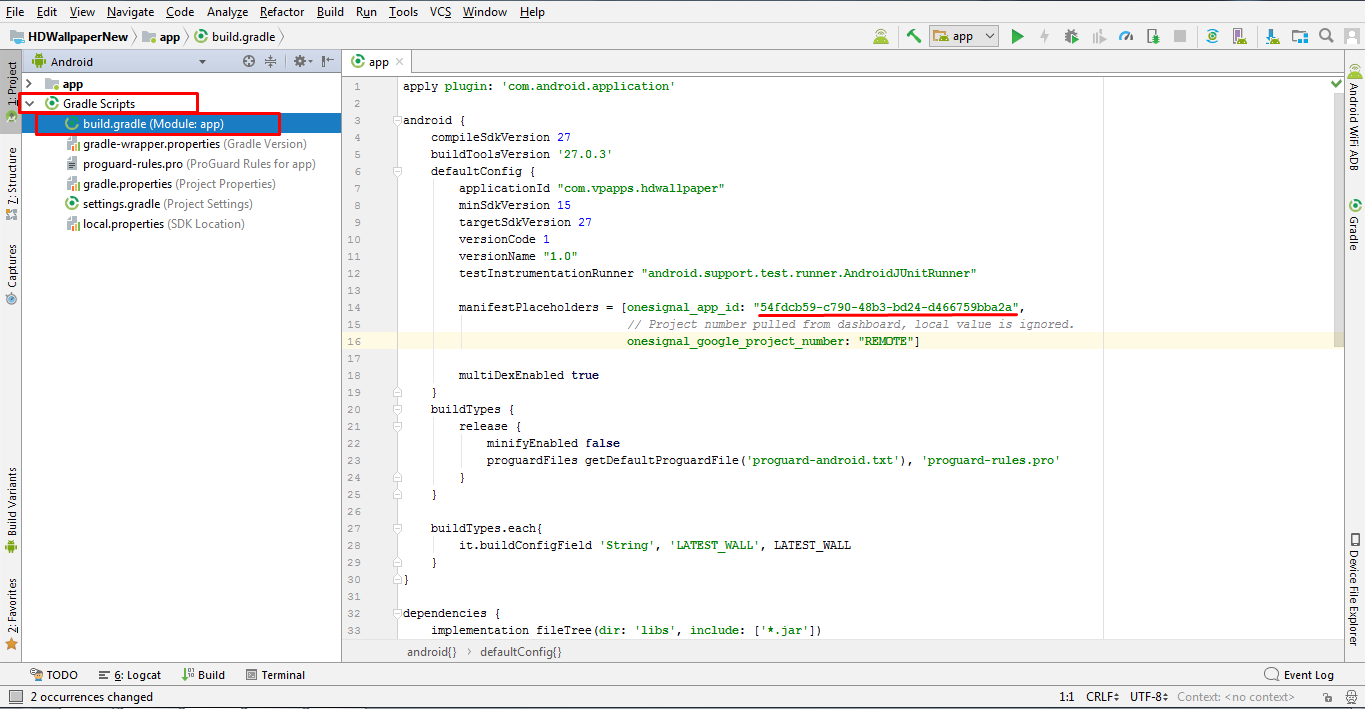 File Edit View Navigate Code Analyze Refactor Build Run Tools VCS Window Help
HDWallpaperNew app build.gradle
app
1: Project
Android
app
Gradle Scripts
build.gradle (Module: app)
gradle-wrapper.properties (Gradle Version)
proguard-rules.pro (ProGuard Rules for app)
gradle.properties (Project Properties)
settings.gradle (Project Settings)
local.properties (SDK Location)
7: Structure
Captures
Build Variants
2: Favorites
app
1 apply plugin: 'com.android.application'
2
3 android {
4 compileSdkVersion 27
5 buildToolsVersion '27.0.3'
6 defaultConfig {
7 applicationId "com.vpapps.hdwallpaper"
8 minSdkVersion 15
9 targetSdkVersion 27
10 versionCode 1
11 versionName "1.0"
12 testInstrumentationRunner "android.support.test.runner.AndroidJUnitRunner"
13
14 manifestPlaceholders = [onesignal_app_id: "54fdcb59-c790-48b3-bd24-d466759bba2a",
15 // Project number pulled from dashboard, local value is ignored.
16 onesignal_google_project_number: "REMOTE"]
17
18 multiDexEnabled true
19 }
20 buildTypes {
21 release {
22 minifyEnabled false
23 proguardFiles getDefaultProguardFile('proguard-android.txt'), 'proguard-rules.pro'
24 }
25 }
26
27 buildTypes.each{
28 it.buildConfigField 'String', 'LATEST_WALL', LATEST_WALL
29 }
30 }
31
32 dependencies {
33 implementation fileTree(dir: 'libs', include: ['*.jar'])
android{} › defaultConfig{}
Android WiFi ADB
Gradle
Device File Explorer
TODO 6: Logcat Build Terminal Event Log
2 occurrences changed 1:1 CRLF UTF-8 Context: <no context>